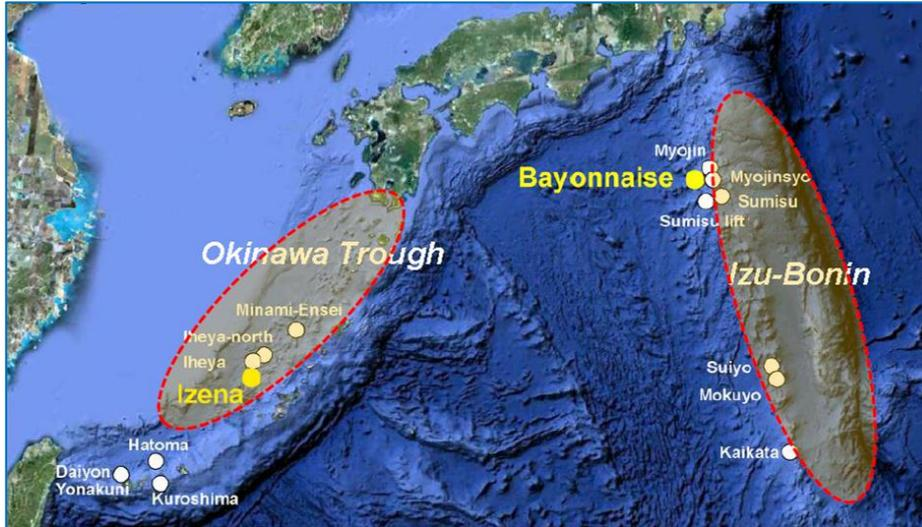 Myojin
Bayonnaise
Myojinsyo
Sumisu
Sumisu lift
Okinawa Trough
Izu-Bonin
Minami-Ensei
Iheya-north
Iheya
Izena
Suiyo
Mokuyo
Hatoma
Kaikata
Daiyon
Yonakuni
Kuroshima